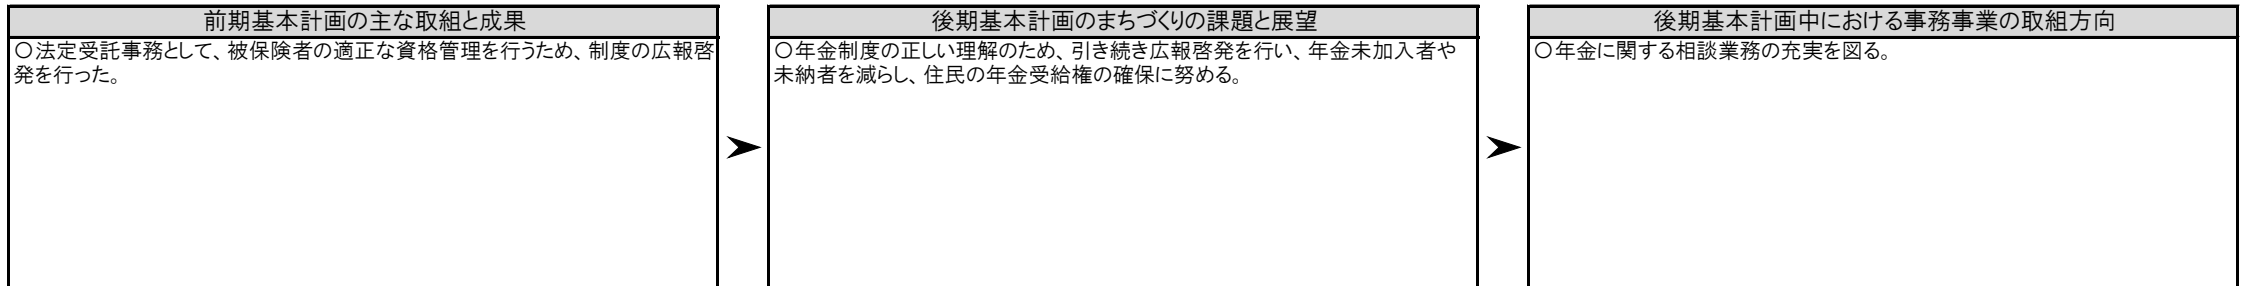 前期基本計画の主な取組と成果
〇法定受託事務として、被保険者の適正な資格管理を行うため、制度の広報啓
発を行った。
後期基本計画のまちづくりの課題と展望
〇年金制度の正しい理解のため、引き続き広報啓発を行い、年金未加入者や
未納者を減らし、住民の年金受給権の確保に努める。
後期基本計画中における事務事業の取組方向
〇年金に関する相談業務の充実を図る。